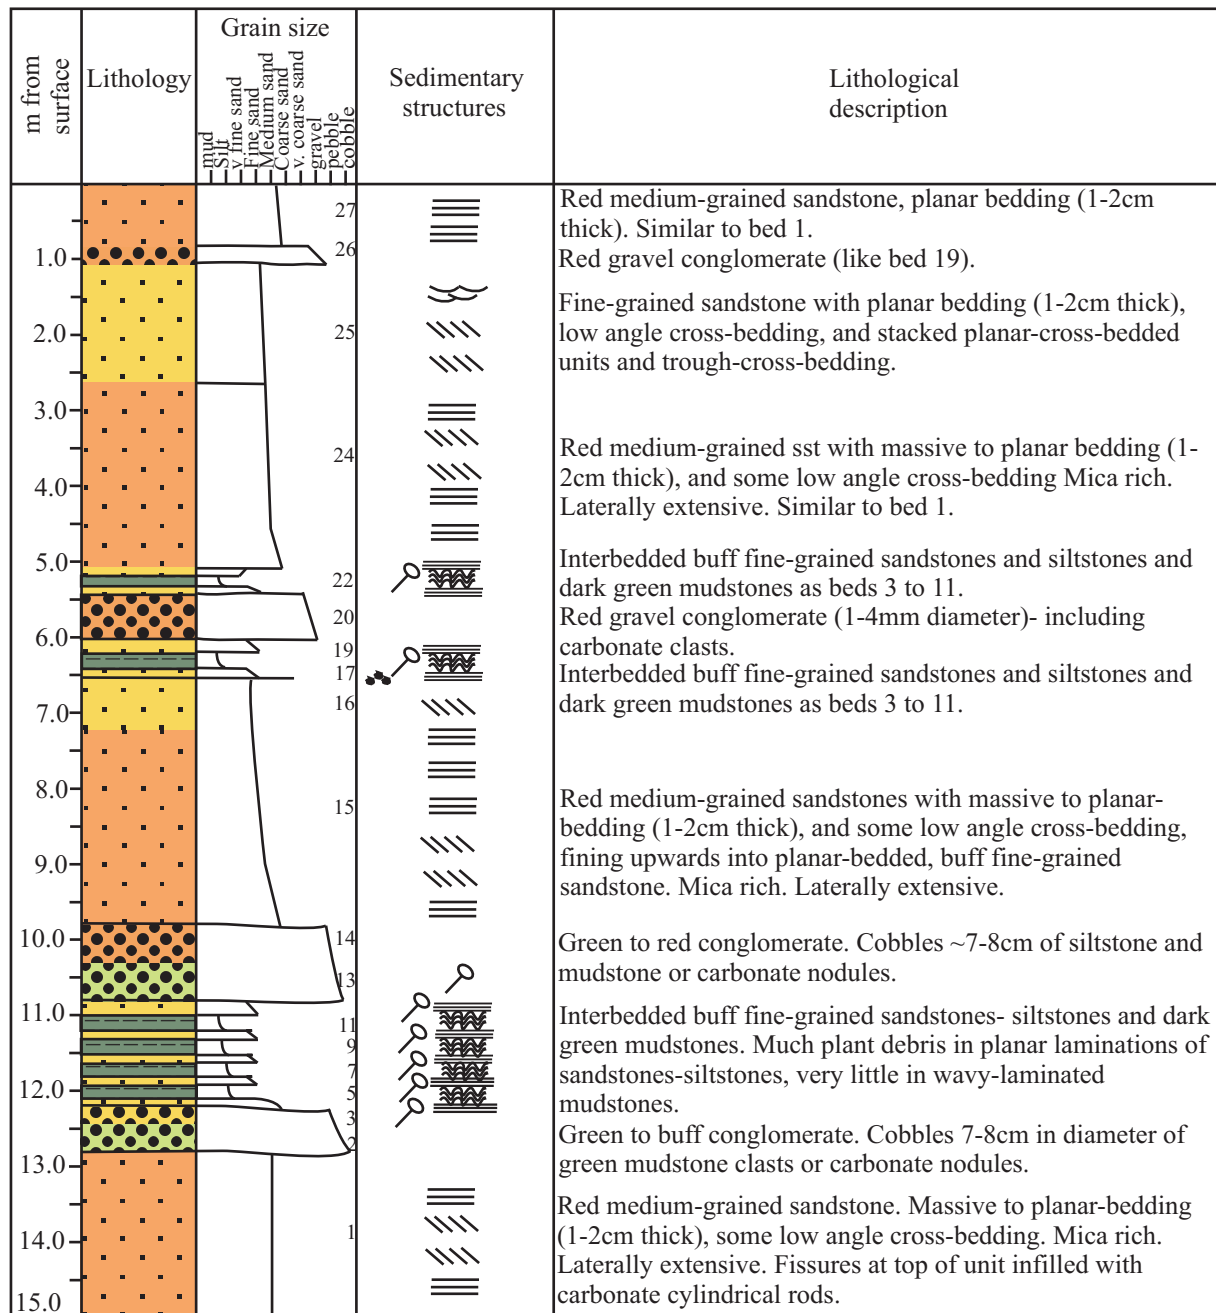 m from
surface
Lithology
Grain size
mud
Silt
v fine sand
Fine sand
Medium sand
Coarse sand
v. coarse sand
gravel
pebble
cobble
Sedimentary
structures
Lithological
description
1.0
2.0
3.0
4.0
5.0
6.0
7.0
8.0
9.0
10.0
11.0
12.0
13.0
14.0
15.0
27
26
25
24
22
20
19
17
16
15
14
13
11
9
7
5
3
2
1
Red medium-grained sandstone, planar bedding (1-2cm
thick). Similar to bed 1.
Red gravel conglomerate (like bed 19).
Fine-grained sandstone with planar bedding (1-2cm thick),
low angle cross-bedding, and stacked planar-cross-bedded
units and trough-cross-bedding.
Red medium-grained sst with massive to planar bedding (1-
2cm thick), and some low angle cross-bedding Mica rich.
Laterally extensive. Similar to bed 1.
Interbedded buff fine-grained sandstones and siltstones and
dark green mudstones as beds 3 to 11.
Red gravel conglomerate (1-4mm diameter)- including
carbonate clasts.
Interbedded buff fine-grained sandstones and siltstones and
dark green mudstones as beds 3 to 11.
Red medium-grained sandstones with massive to planar-
bedding (1-2cm thick), and some low angle cross-bedding,
fining upwards into planar-bedded, buff fine-grained
sandstone. Mica rich. Laterally extensive.
Green to red conglomerate. Cobbles ~7-8cm of siltstone and
mudstone or carbonate nodules.
Interbedded buff fine-grained sandstones- siltstones and dark
green mudstones. Much plant debris in planar laminations of
sandstones-siltstones, very little in wavy-laminated
mudstones.
Green to buff conglomerate. Cobbles 7-8cm in diameter of
green mudstone clasts or carbonate nodules.
Red medium-grained sandstone. Massive to planar-bedding
(1-2cm thick), some low angle cross-bedding. Mica rich.
Laterally extensive. Fissures at top of unit infilled with
carbonate cylindrical rods.